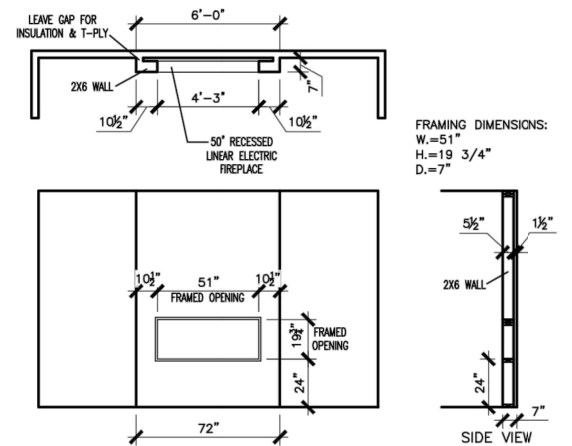 LEAVE GAP FOR
INSULATION & T-PLY
6'-0"
2X6 WALL
7"
4'-3"
10½"
10½"
50" RECESSED
LINEAR ELECTRIC
FIREPLACE
FRAMING DIMENSIONS:
W.=51"
H.=19 3/4"
D.=7"
10½"
51"
10½"
FRAMED OPENING
19¾"
FRAMED
OPENING
24"
72"
5½"
1½"
2X6 WALL
24"
7"
SIDE VIEW